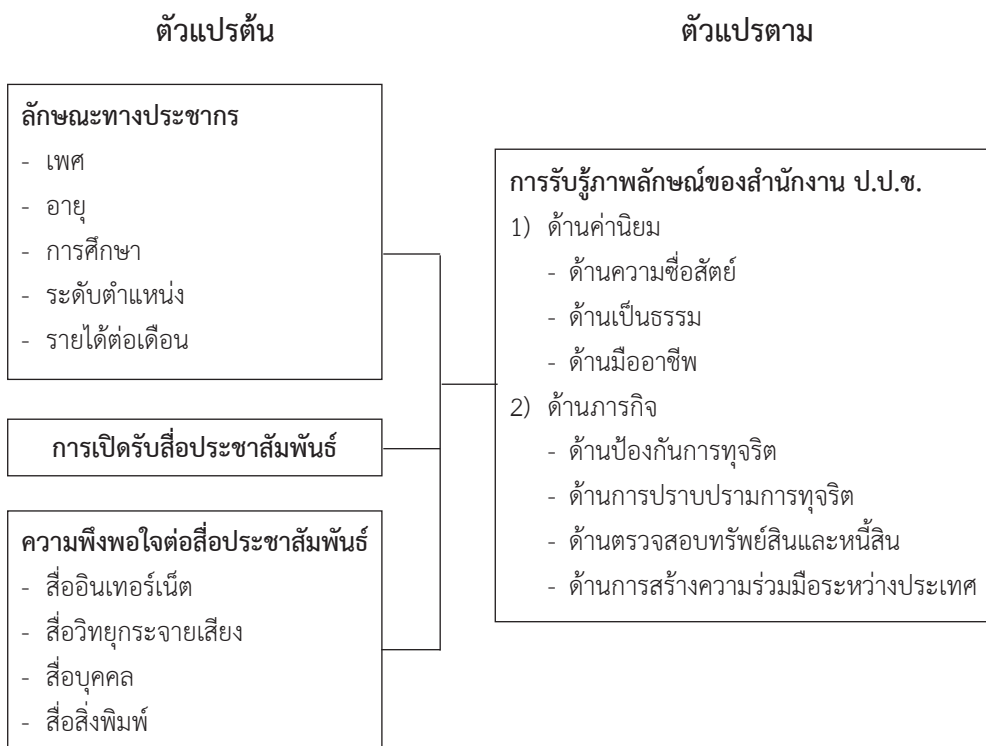 ตัวแปรต้น
ตัวแปรตาม
ลักษณะทางประชากร
- เพศ
- อายุ
- การศึกษา
- ระดับตำแหน่ง
- รายได้ต่อเดือน
การเปิดรับสื่อประชาสัมพันธ์
ความพึงพอใจต่อสื่อประชาสัมพันธ์
- สื่ออินเทอร์เน็ต
- สื่อวิทยุกระจายเสียง
- สื่อบุคคล
- สื่อสิ่งพิมพ์
การรับรู้ภาพลักษณ์ของสำนักงาน ป.ป.ช.
1) ด้านค่านิยม
- ด้านความซื่อสัตย์
- ด้านเป็นธรรม
- ด้านมืออาชีพ
2) ด้านภารกิจ
- ด้านป้องกันการทุจริต
- ด้านการปราบปรามการทุจริต
- ด้านตรวจสอบทรัพย์สินและหนี้สิน
- ด้านการสร้างความร่วมมือระหว่างประเทศ